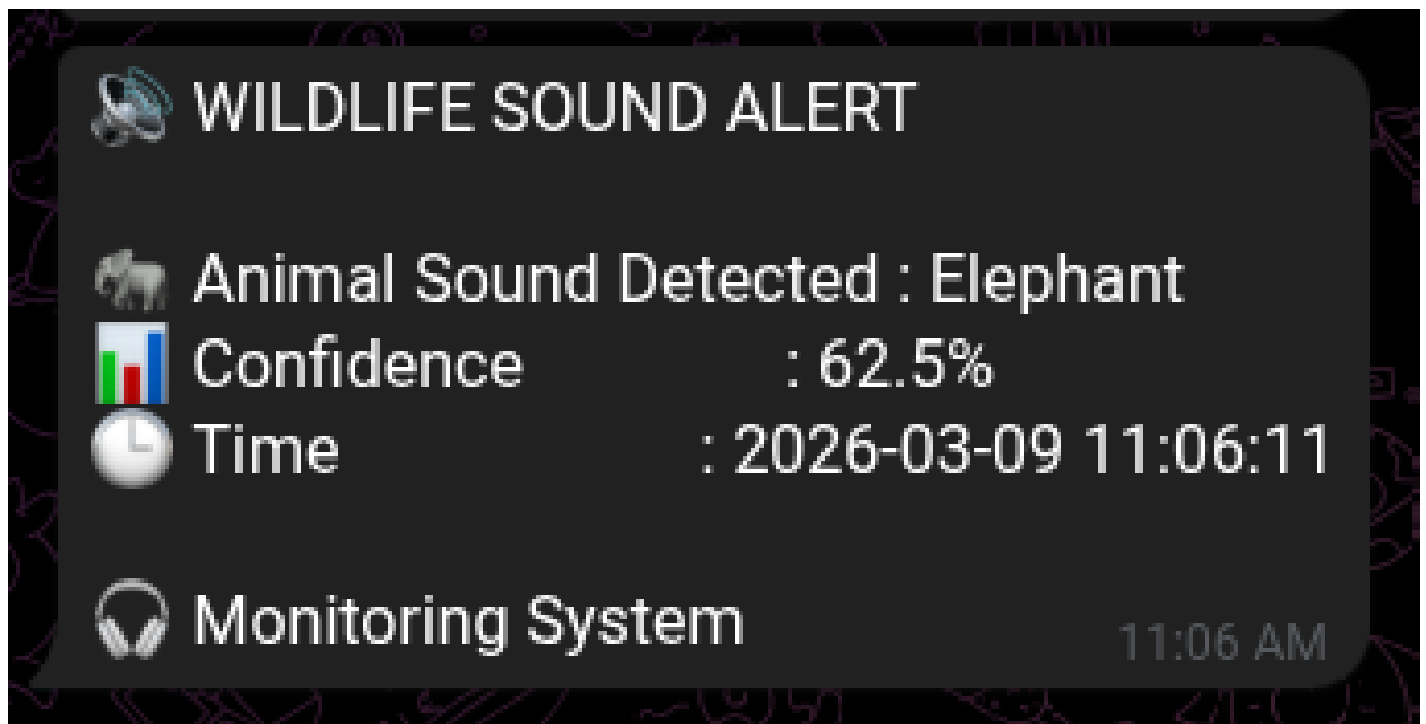 WILDLIFE SOUND ALERT
Animal Sound Detected : Elephant
Confidence : 62.5%
Time : 2026-03-09 11:06:11
Monitoring System
11:06 AM